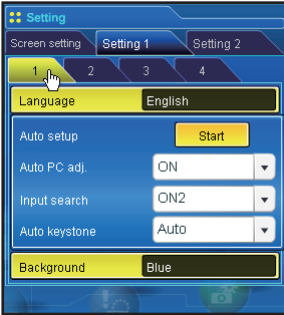 Setting
Screen setting Setting 1 Setting 2
1 2 3 4
Language English
Auto setup Start
Auto PC adj. ON
Input search ON2
Auto keystone Auto
Background Blue